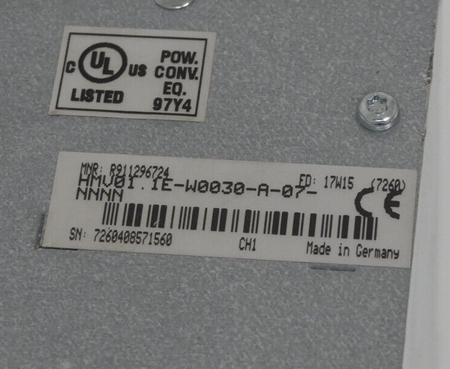 C UL US
LISTED
POW.
CONV.
EQ.
97Y4
MNR: R911296724 FD: 17W15 (7260)
HMV01.1E-W0030-A-07-
NNNN
CE
SN: 7260408571560 CH1 Made in Germany